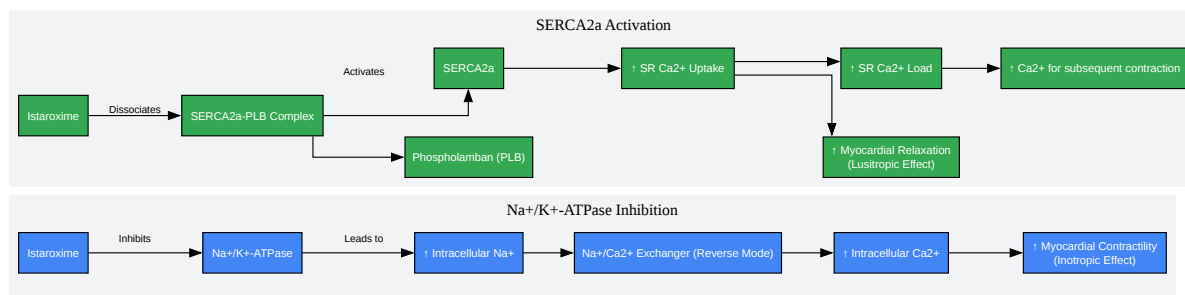 SERCA2a Activation
Activates
SERCA2a
↑ SR Ca2+ Uptake
↑ SR Ca2+ Load
↑ Ca2+ for subsequent contraction
Istaroxime
Dissociates
SERCA2a-PLB Complex
Phospholamban (PLB)
↑ Myocardial Relaxation
(Lusitropic Effect)
Na+/K+-ATPase Inhibition
Istaroxime
Inhibits
Na+/K+-ATPase
Leads to
↑ Intracellular Na+
Na+/Ca2+ Exchanger (Reverse Mode)
↑ Intracellular Ca2+
↑ Myocardial Contractility
(Inotropic Effect)